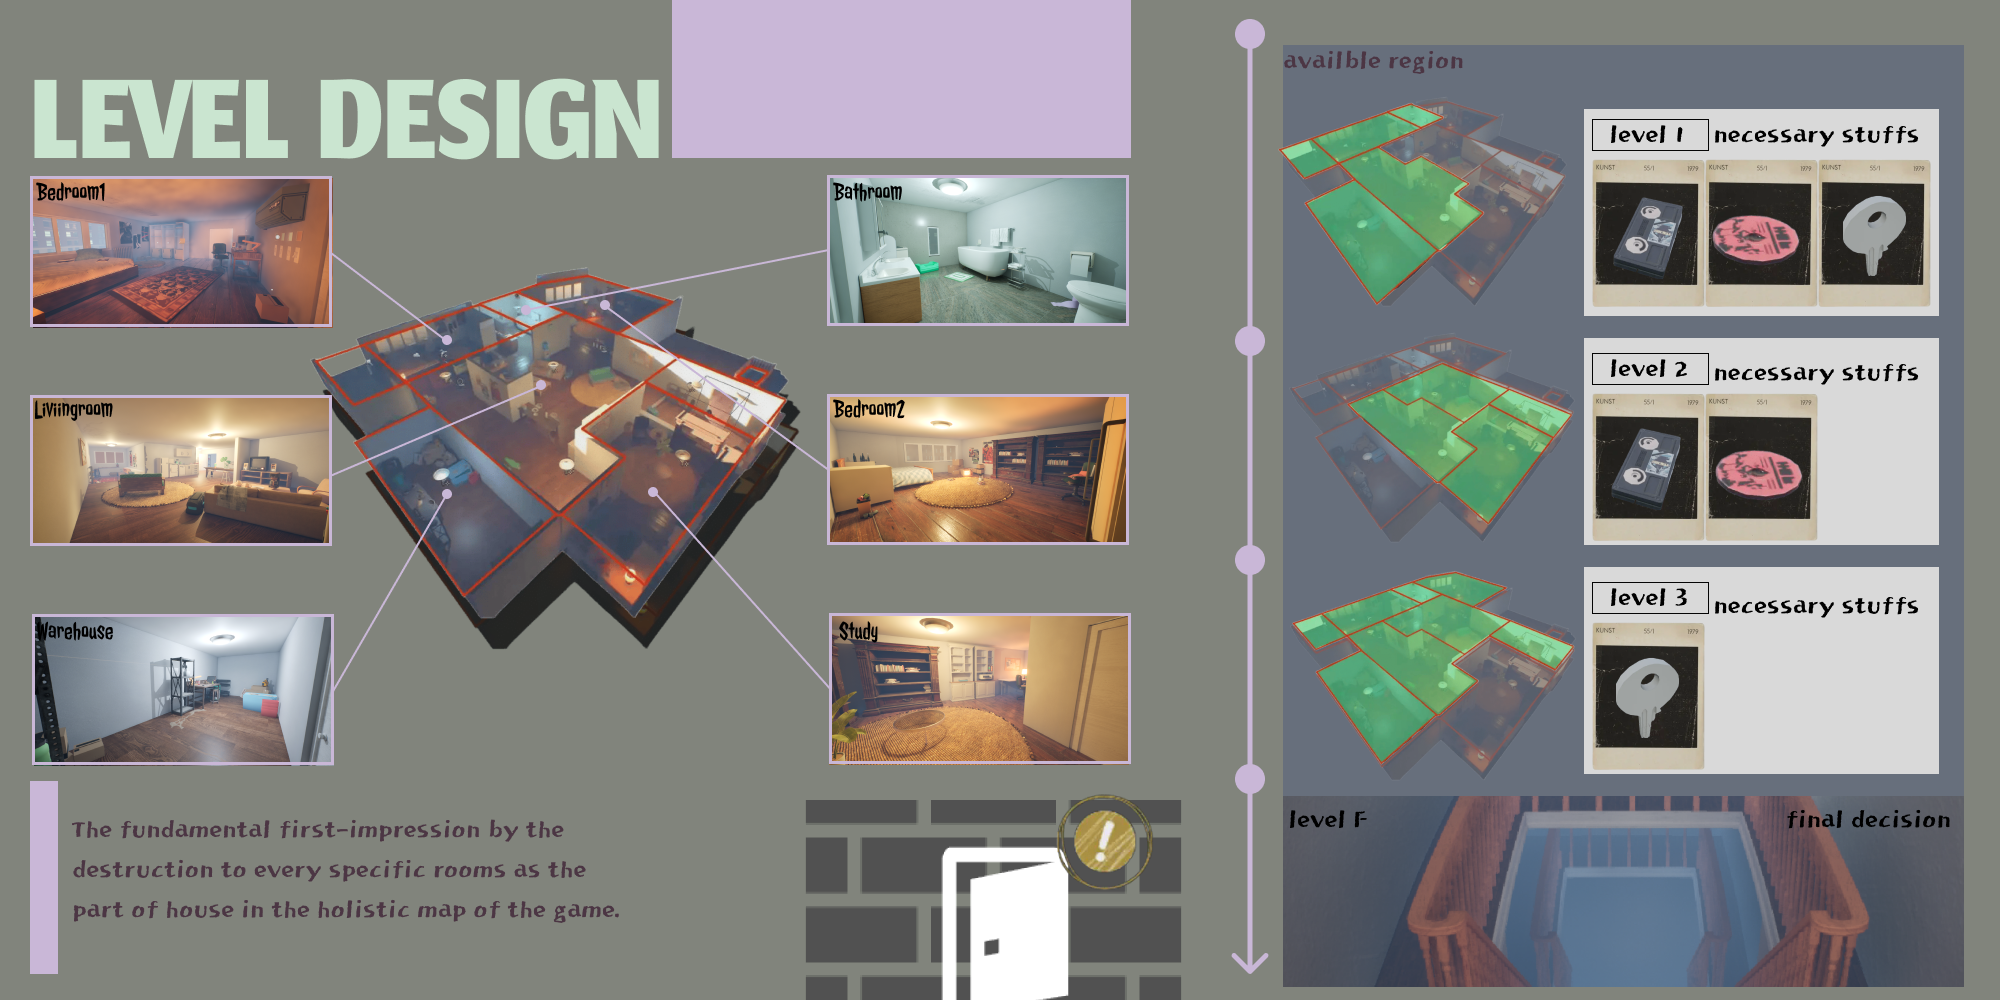 LEVEL DESIGN
Bedroom1
Bathroom
Liviingroom
Bedroom2
Warehouse
Study
The fundamental first-impression by the
destruction to every specific rooms as the
part of house in the holistic map of the game.
availble region
level 1 necessary stuffs
KUNST 55/1 1979
KUNST 55/1 1979
KUNST 55/1 1979
level 2 necessary stuffs
KUNST 55/1 1979
KUNST 55/1 1979
level 3 necessary stuffs
KUNST 55/1 1979
level F
final decision